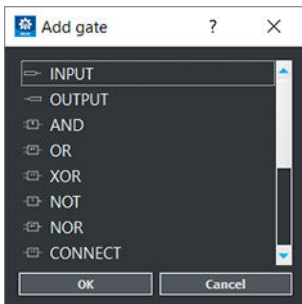 Add gate
INPUT
OUTPUT
AND
OR
XOR
NOT
NOR
CONNECT
OK Cancel